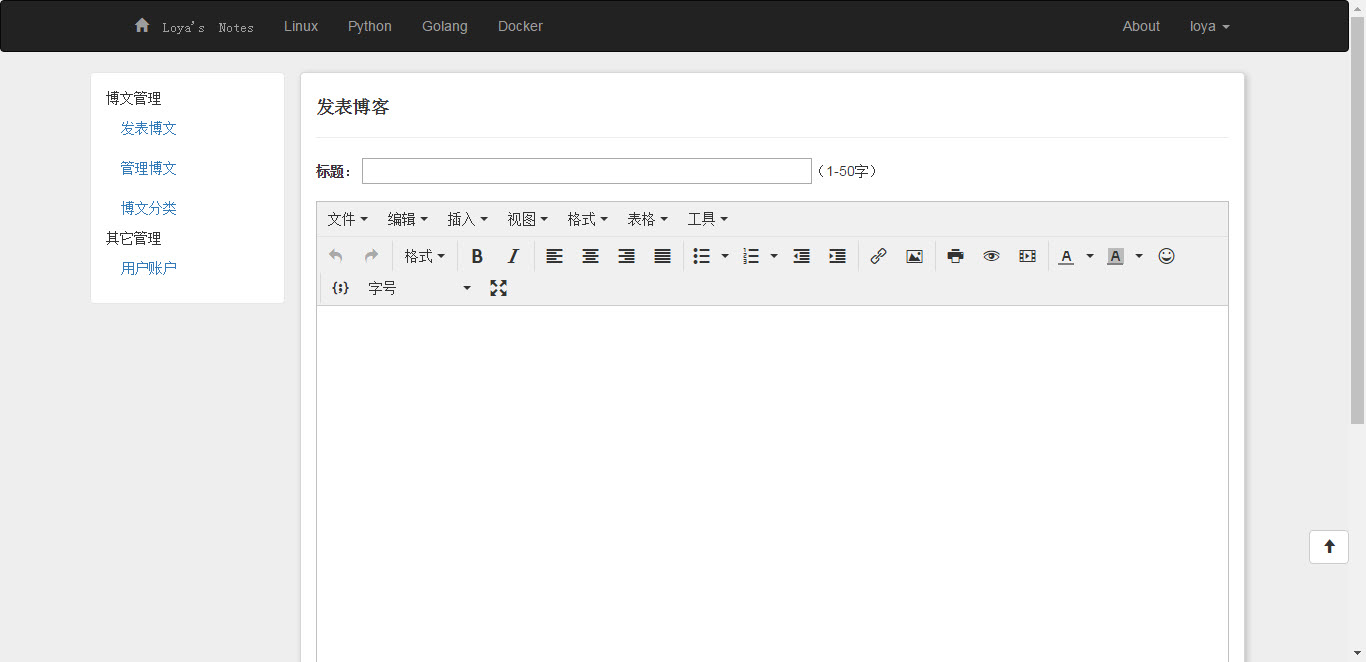 Loya's Notes Linux Python Golang Docker About loya
博文管理
发表博文
管理博文
博文分类
其它管理
用户账户
发表博客
标题： （1-50字）
文件 编辑 插入 视图 格式 表格 工具
格式 B I A A
{;} 字号